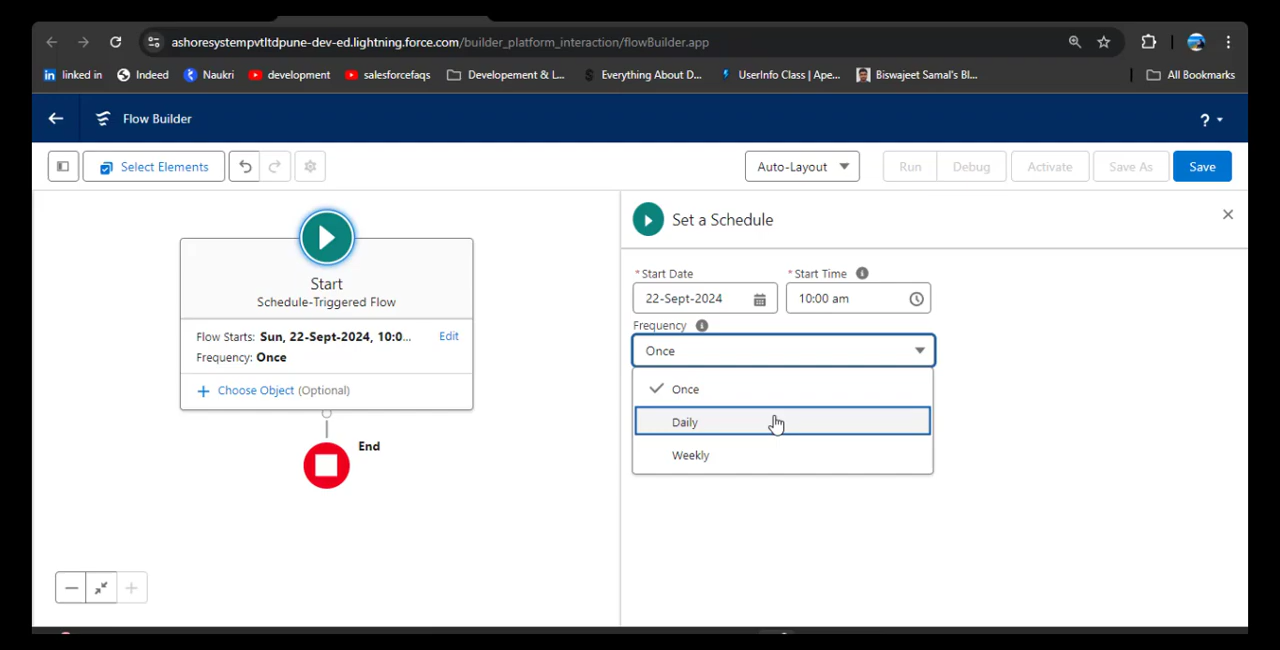 ashoresystempvtltdpune-dev-ed.lightning.force.com/builder_platform_interaction/flowBuilder.app
in linked in Indeed Naukri development salesforcefaqs Developement & L... S Everything About D... UserInfo Class | Ape... Biswajeet Samal's Bl... All Bookmarks
Flow Builder ?
Select Elements Auto-Layout Run Debug Activate Save As Save
Set a Schedule
* Start Date * Start Time
22-Sept-2024 10:00 am
Frequency
Once
Once
Daily
Weekly
Start
Schedule-Triggered Flow
Flow Starts: Sun, 22-Sept-2024, 10:0... Edit
Frequency: Once
+ Choose Object (Optional)
End